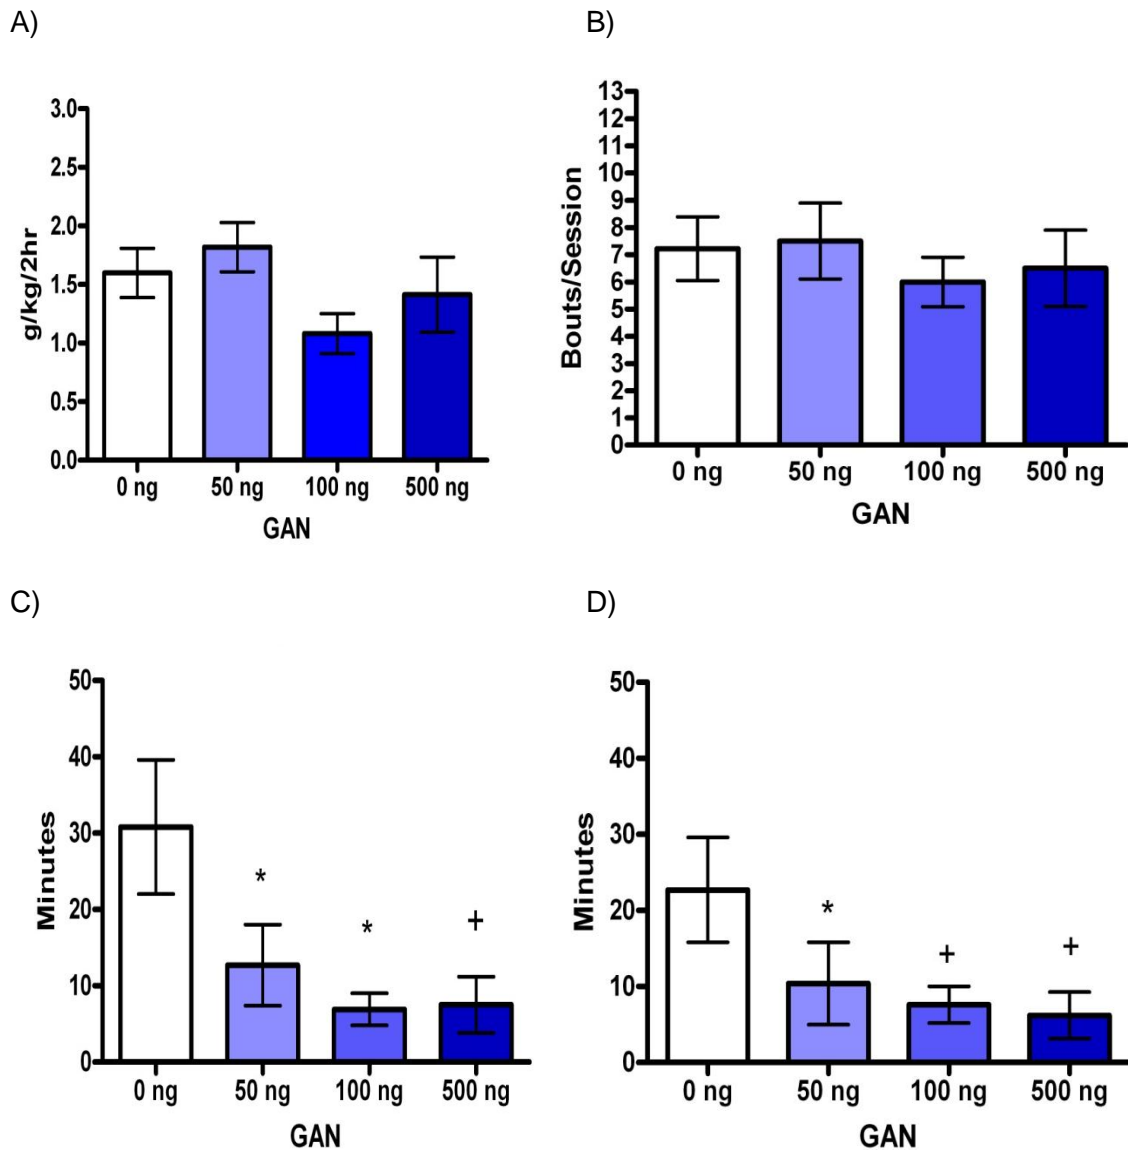 A)
3.0
2.5
2.0
1.5
1.0
0.5
0.0
g/kg/2hr
0 ng 50 ng 100 ng 500 ng
GAN
B)
13
12
11
10
9
8
7
6
5
4
3
2
1
0
Bouts/Session
0 ng 50 ng 100 ng 500 ng
GAN
C)
50
40
30
20
10
0
Minutes
* * +
0 ng 50 ng 100 ng 500 ng
GAN
D)
50
40
30
20
10
0
Minutes
* + +
0 ng 50 ng 100 ng 500 ng
GAN